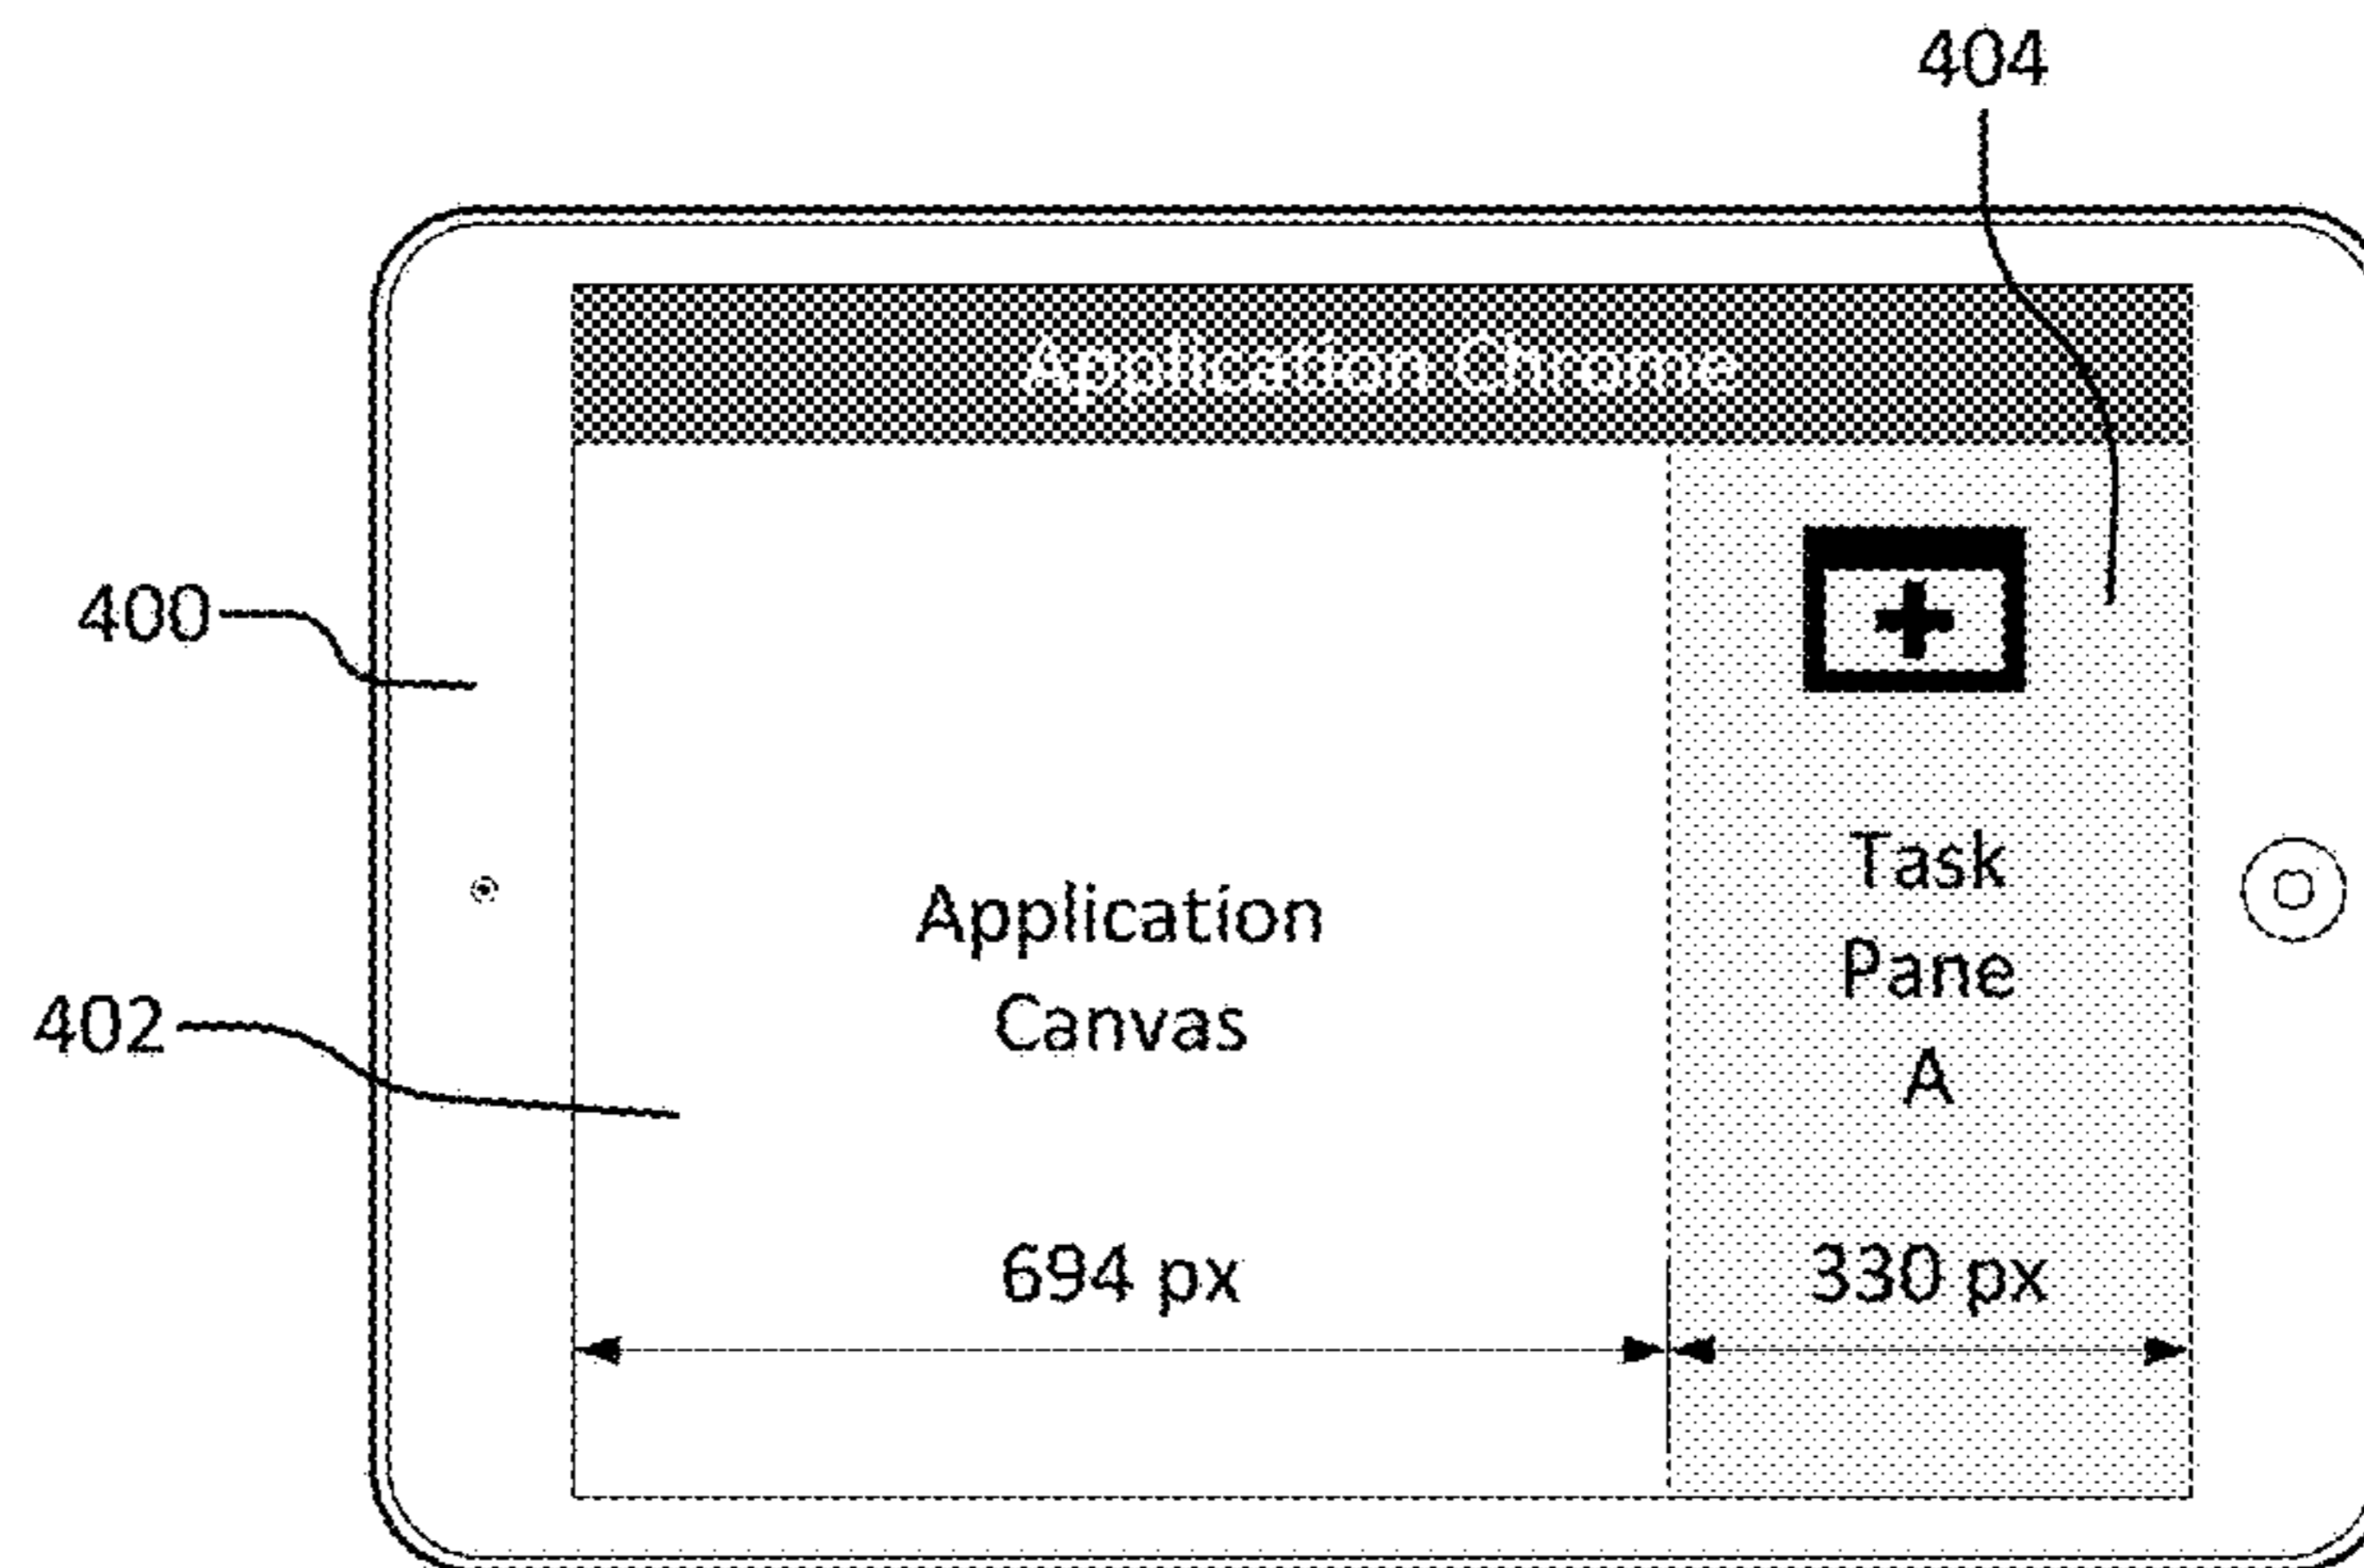 404
Application Chrome
400
Task
Application
Pane
402
Canvas
A
694 px
330 px